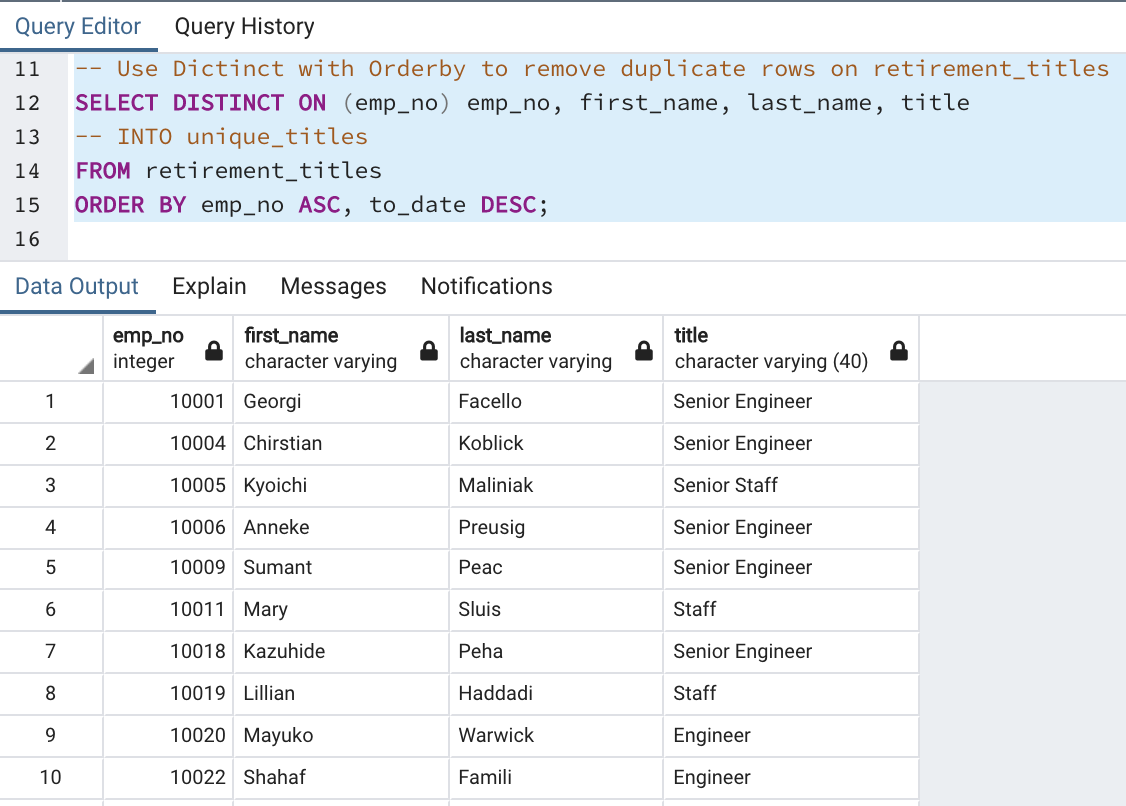 Query Editor Query History
11 -- Use Dictinct with Orderby to remove duplicate rows on retirement_titles
12 SELECT DISTINCT ON (emp_no) emp_no, first_name, last_name, title
13 -- INTO unique_titles
14 FROM retirement_titles
15 ORDER BY emp_no ASC, to_date DESC;
16
Data Output Explain Messages Notifications
emp_no first_name last_name title
integer character varying character varying character varying (40)
1 10001 Georgi Facello Senior Engineer
2 10004 Chirstian Koblick Senior Engineer
3 10005 Kyoichi Maliniak Senior Staff
4 10006 Anneke Preusig Senior Engineer
5 10009 Sumant Peac Senior Engineer
6 10011 Mary Sluis Staff
7 10018 Kazuhide Peha Senior Engineer
8 10019 Lillian Haddadi Staff
9 10020 Mayuko Warwick Engineer
10 10022 Shahaf Famili Engineer